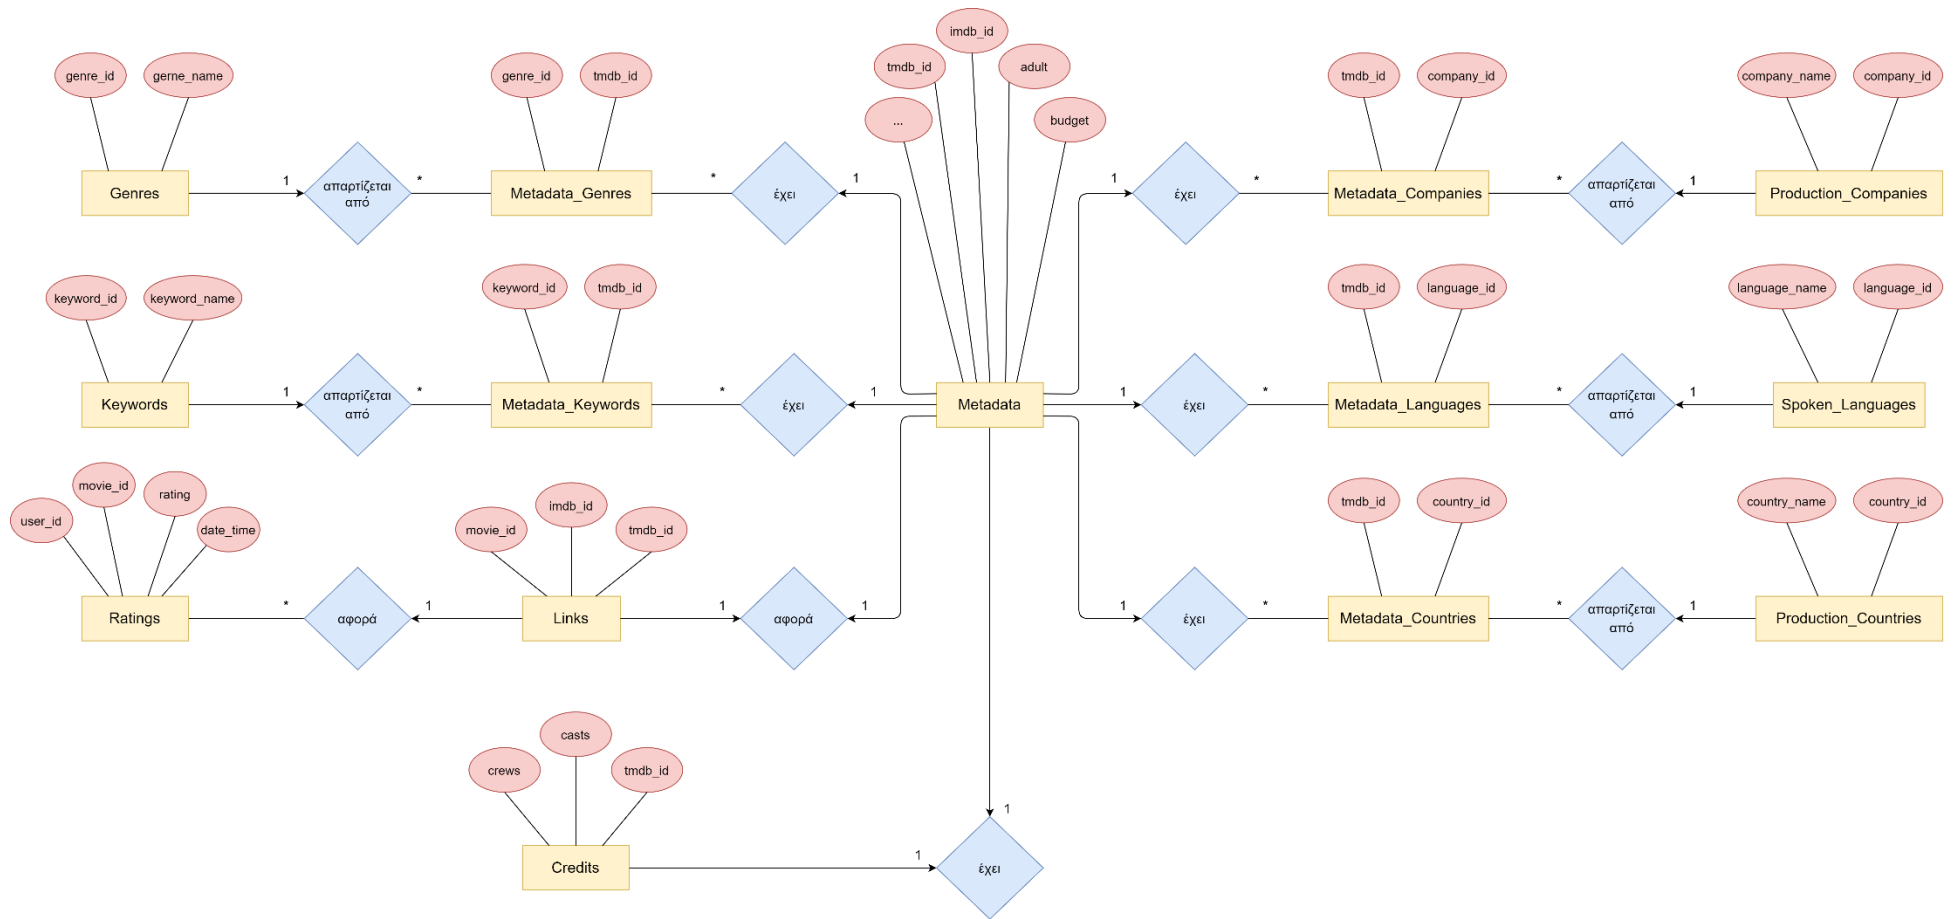 imdb_id
tmdb_id
adult
genre_id
gerne_name
genre_id
tmdb_id
tmdb_id
company_id
company_name
company_id
...
budget
Genres
1
απαρτίζεται
από
*
Metadata_Genres
*
έχει
1
1
έχει
*
Metadata_Companies
*
απαρτίζεται
από
1
Production_Companies
keyword_id
keyword_name
keyword_id
tmdb_id
tmdb_id
language_id
language_name
language_id
Keywords
1
απαρτίζεται
από
*
Metadata_Keywords
*
έχει
1
Metadata
1
έχει
*
Metadata_Languages
*
απαρτίζεται
από
1
Spoken_Languages
user_id
movie_id
rating
date_time
movie_id
imdb_id
tmdb_id
tmdb_id
country_id
country_name
country_id
Ratings
*
αφορά
1
Links
1
αφορά
1
1
έχει
*
Metadata_Countries
*
απαρτίζεται
από
1
Production_Countries
crews
casts
tmdb_id
1
Credits
1
έχει